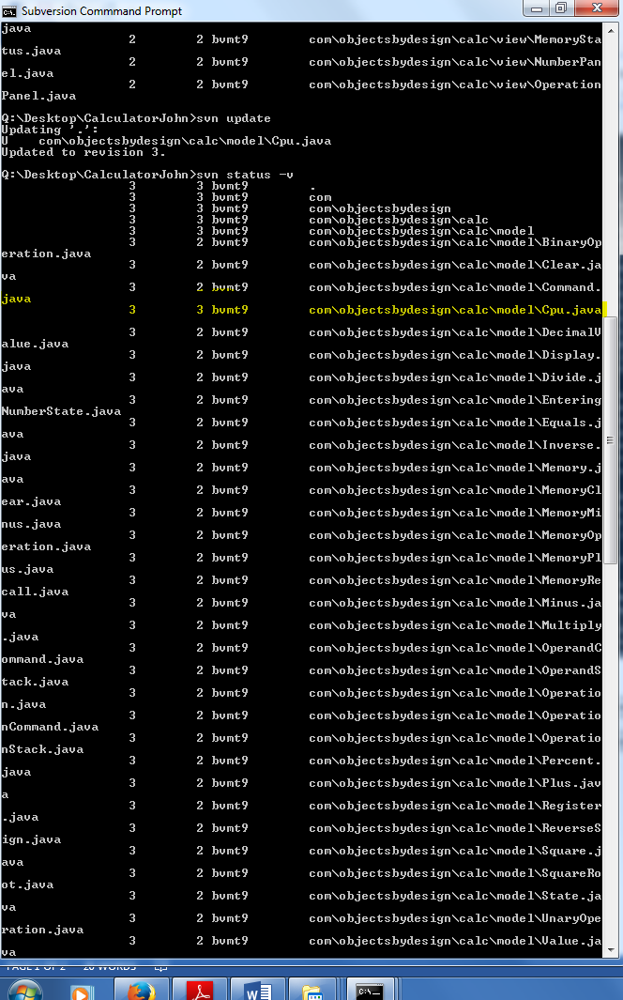 Subversion Commmand Prompt
java
2 2 bvmt9 com\objectsbydesign\calc\view\MemorySta
tus.java
2 2 bvmt9 com\objectsbydesign\calc\view\NumberPan
el.java
2 2 bvmt9 com\objectsbydesign\calc\view\Operation
Panel.java
Q:\Desktop\CalculatorJohn>svn update
Updating '.':
U com\objectsbydesign\calc\model\Cpu.java
Updated to revision 3.
Q:\Desktop\CalculatorJohn>svn status -v
3 3 bvmt9 .
3 3 bvmt9 com
3 3 bvmt9 com\objectsbydesign
3 3 bvmt9 com\objectsbydesign\calc
3 3 bvmt9 com\objectsbydesign\calc\model
3 2 bvmt9 com\objectsbydesign\calc\model\BinaryOp
eration.java
3 2 bvmt9 com\objectsbydesign\calc\model\Clear.ja
va
3 2 bvmt9 com\objectsbydesign\calc\model\Command.
java
3 3 bvmt9 com\objectsbydesign\calc\model\Cpu.java
3 2 bvmt9 com\objectsbydesign\calc\model\DecimalV
alue.java
3 2 bvmt9 com\objectsbydesign\calc\model\Display.
java
3 2 bvmt9 com\objectsbydesign\calc\model\Divide.j
ava
3 2 bvmt9 com\objectsbydesign\calc\model\Entering
NumberState.java
3 2 bvmt9 com\objectsbydesign\calc\model\Equals.j
ava
3 2 bvmt9 com\objectsbydesign\calc\model\Inverse.
java
3 2 bvmt9 com\objectsbydesign\calc\model\Memory.j
ava
3 2 bvmt9 com\objectsbydesign\calc\model\MemoryCl
ear.java
3 2 bvmt9 com\objectsbydesign\calc\model\MemoryMi
nus.java
3 2 bvmt9 com\objectsbydesign\calc\model\MemoryOp
eration.java
3 2 bvmt9 com\objectsbydesign\calc\model\MemoryPl
us.java
3 2 bvmt9 com\objectsbydesign\calc\model\MemoryRe
call.java
3 2 bvmt9 com\objectsbydesign\calc\model\Minus.ja
va
3 2 bvmt9 com\objectsbydesign\calc\model\Multiply
.java
3 2 bvmt9 com\objectsbydesign\calc\model\OperandC
ommand.java
3 2 bvmt9 com\objectsbydesign\calc\model\OperandS
tack.java
3 2 bvmt9 com\objectsbydesign\calc\model\Operatio
n.java
3 2 bvmt9 com\objectsbydesign\calc\model\Operatio
nCommand.java
3 2 bvmt9 com\objectsbydesign\calc\model\Operatio
nStack.java
3 2 bvmt9 com\objectsbydesign\calc\model\Percent.
java
3 2 bvmt9 com\objectsbydesign\calc\model\Plus.jav
a
3 2 bvmt9 com\objectsbydesign\calc\model\Register
.java
3 2 bvmt9 com\objectsbydesign\calc\model\ReverseS
ign.java
3 2 bvmt9 com\objectsbydesign\calc\model\Square.j
ava
3 2 bvmt9 com\objectsbydesign\calc\model\SquareRo
ot.java
3 2 bvmt9 com\objectsbydesign\calc\model\State.ja
va
3 2 bvmt9 com\objectsbydesign\calc\model\UnaryOpe
ration.java
3 2 bvmt9 com\objectsbydesign\calc\model\Value.ja
va
PAGE 1 OF 2 20 WORDS